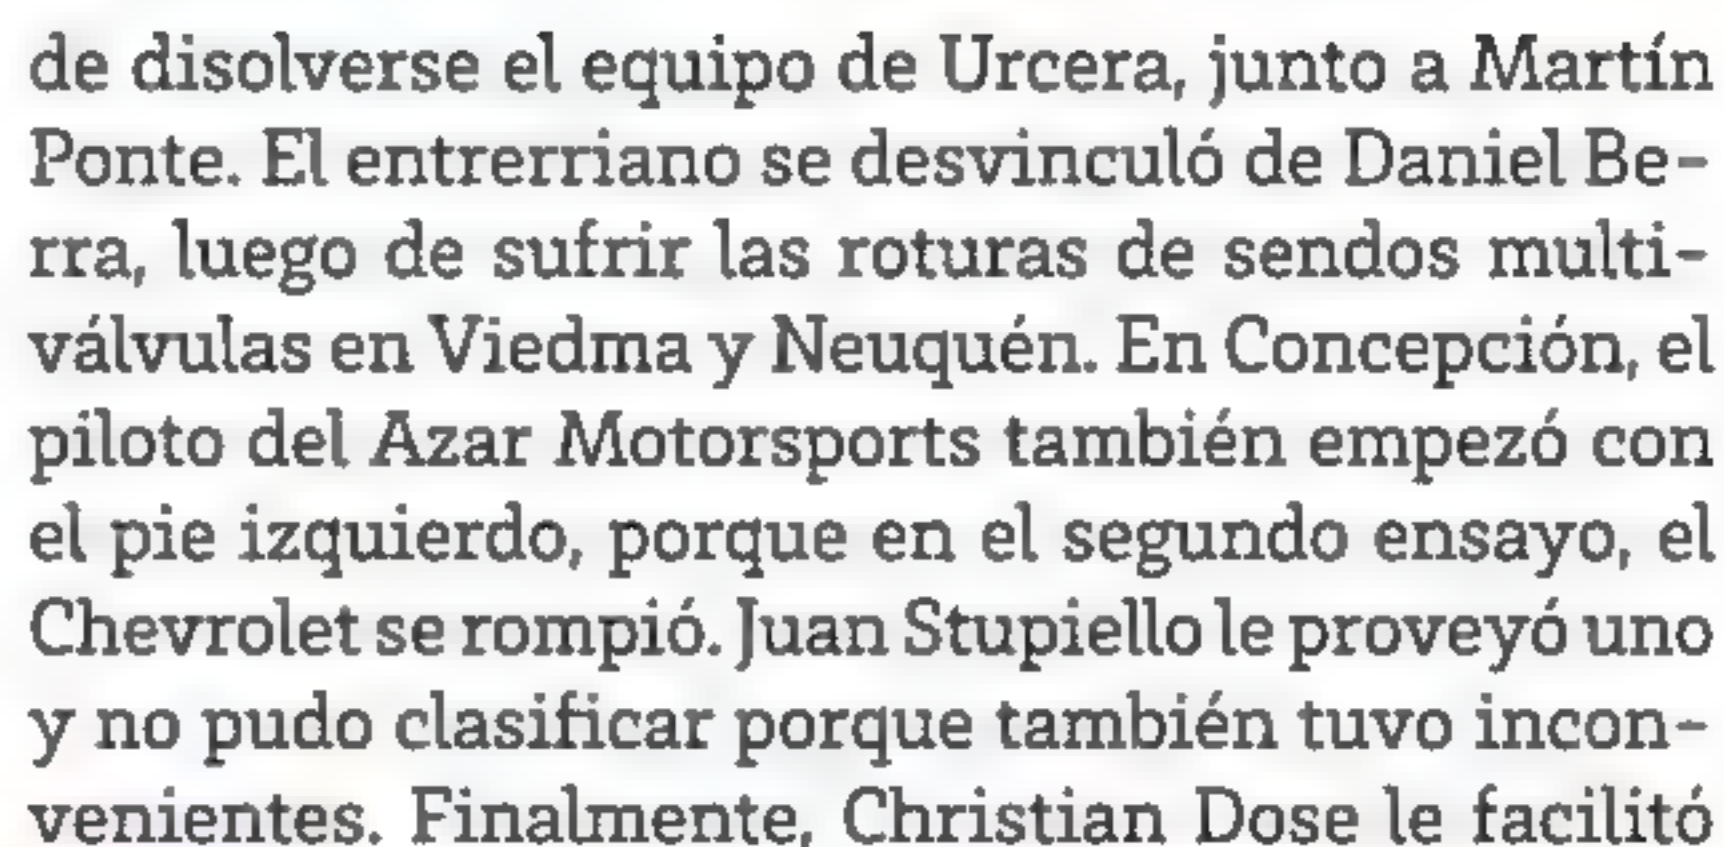 de disolverse el equipo de Urcera, junto a Martín
Ponte. El entrerriano se desvinculó de Daniel Be-
rra, luego de sufrir las roturas de sendos multi-
válvulas en Viedma y Neuquén. En Concepción, el
piloto del Azar Motorsports también empezó con
el pie izquierdo, porque en el segundo ensayo, el
Chevrolet se rompió. Juan Stupiello le proveyó uno
y no pudo clasificar porque también tuvo incon-
venientes. Finalmente, Christian Dose le facilitó